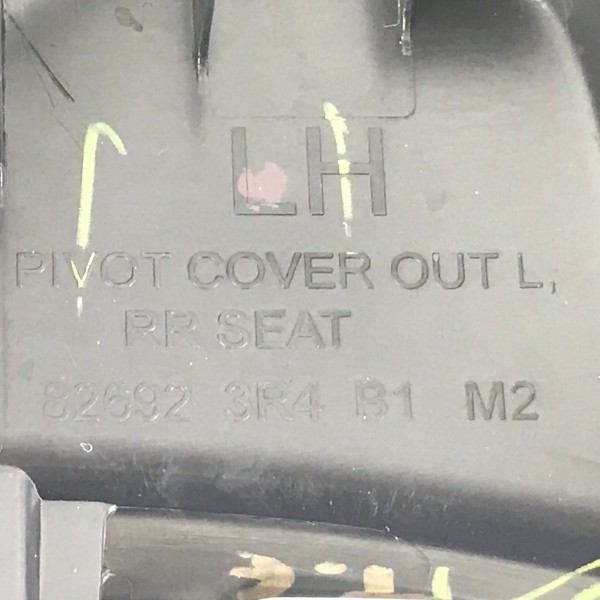 LH
PIVOT COVER OUT L,
RR SEAT
82692 3R4 B1 M2